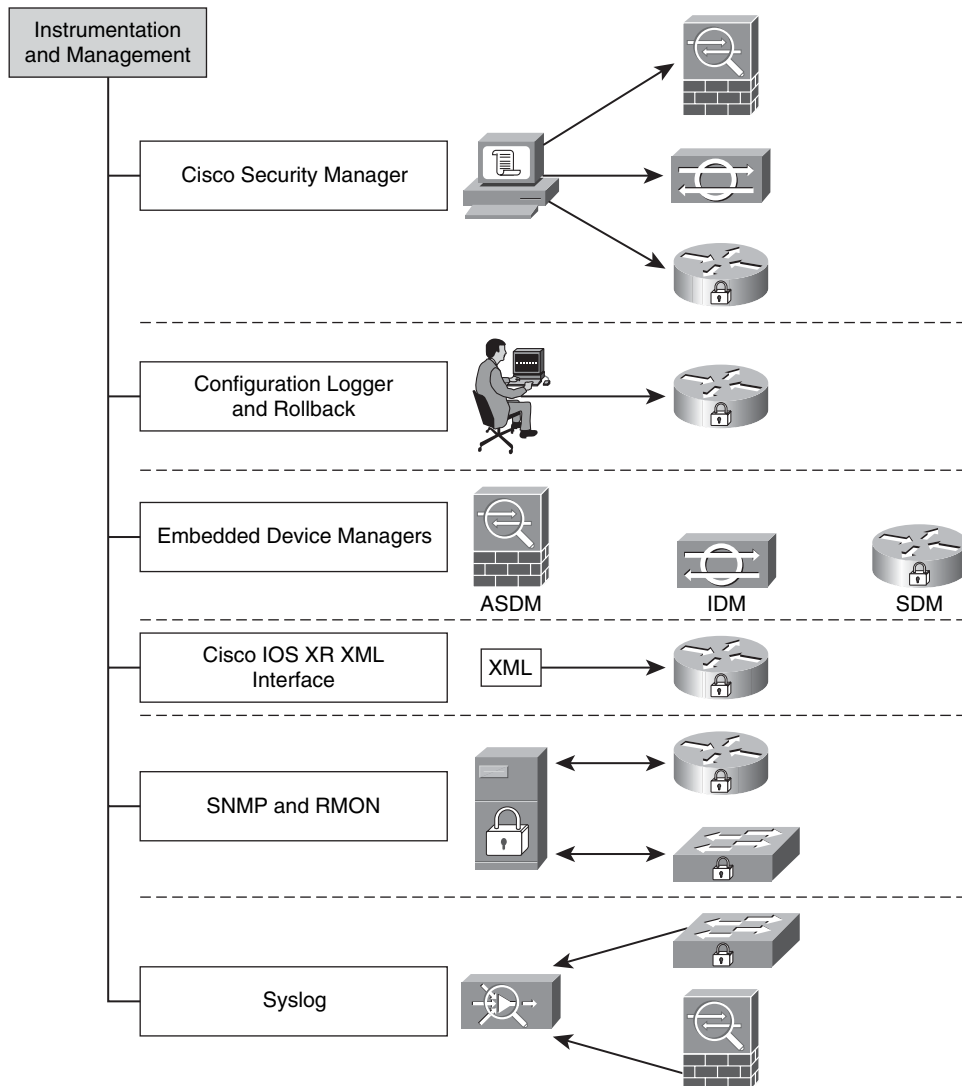 Instrumentation
and Management
Cisco Security Manager
Configuration Logger
and Rollback
Embedded Device Managers
ASDM
IDM
SDM
Cisco IOS XR XML
Interface
XML
SNMP and RMON
Syslog